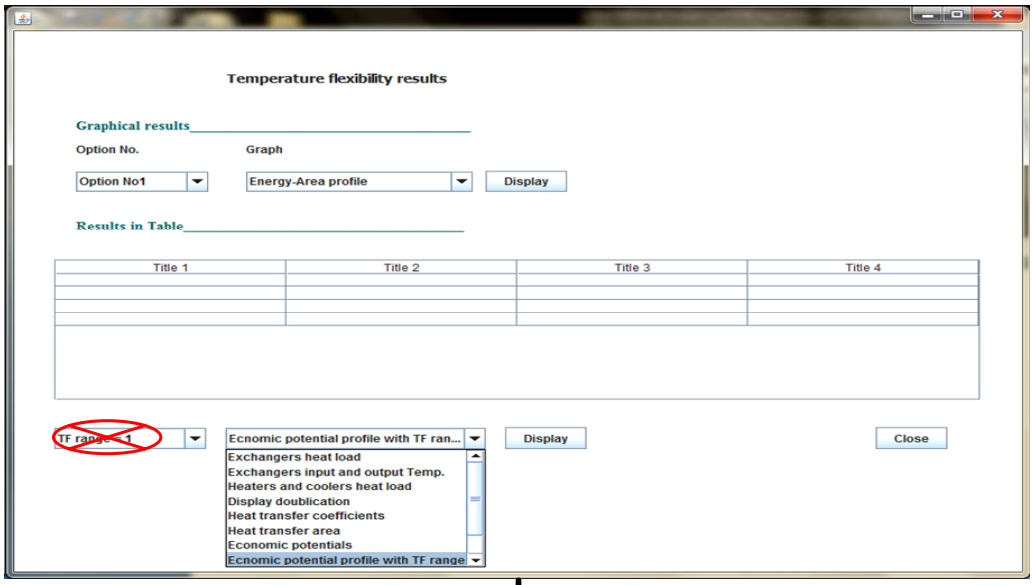 Temperature flexibility results
Graphical results
Option No. Graph
Option No1 Energy-Area profile Display
Results in Table
Title 1 Title 2 Title 3 Title 4
TF range = 1 Ecnomic potential profile with TF ran... Display Close
Exchangers heat load
Exchangers input and output Temp.
Heaters and coolers heat load
Display doublication
Heat transfer coefficients
Heat transfer area
Economic potentials
Ecnomic potential profile with TF range